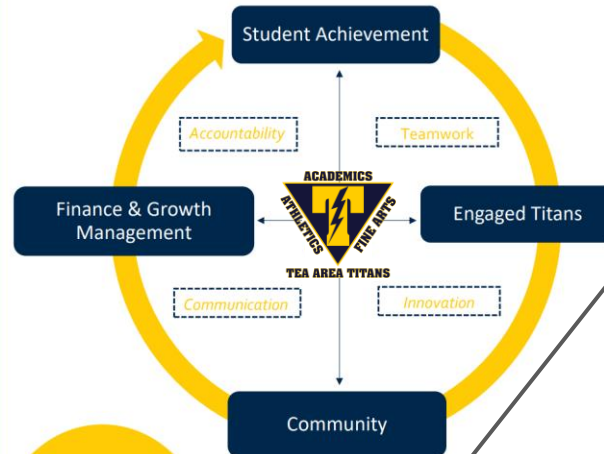 Student Achievement
Accountability
Teamwork
ACADEMICS
ATHLETICS
T
FINE ARTS
TEA AREA TITANS
Finance & Growth
Management
Engaged Titans
Communication
Innovation
Community